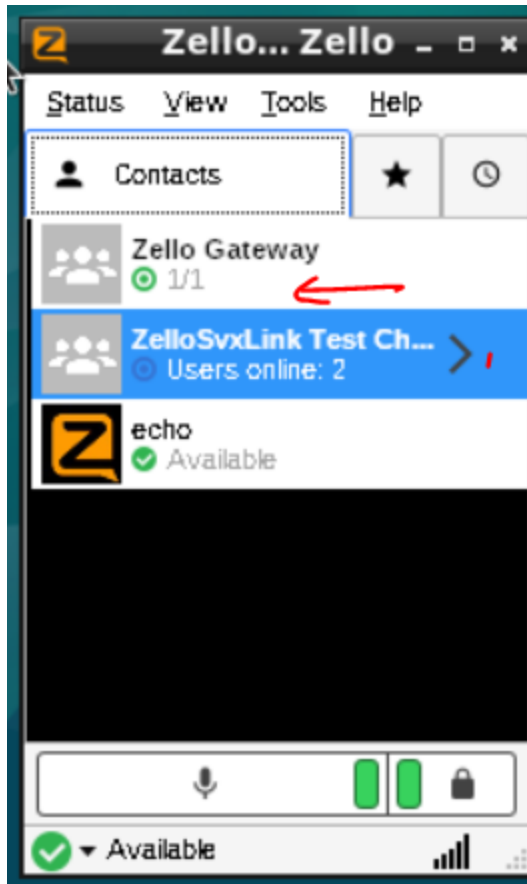 Zello... Zello
Status View Tools Help
Contacts
Zello Gateway
1/1
ZelloSvxLink Test Ch...
Users online: 2
echo
Available
Available